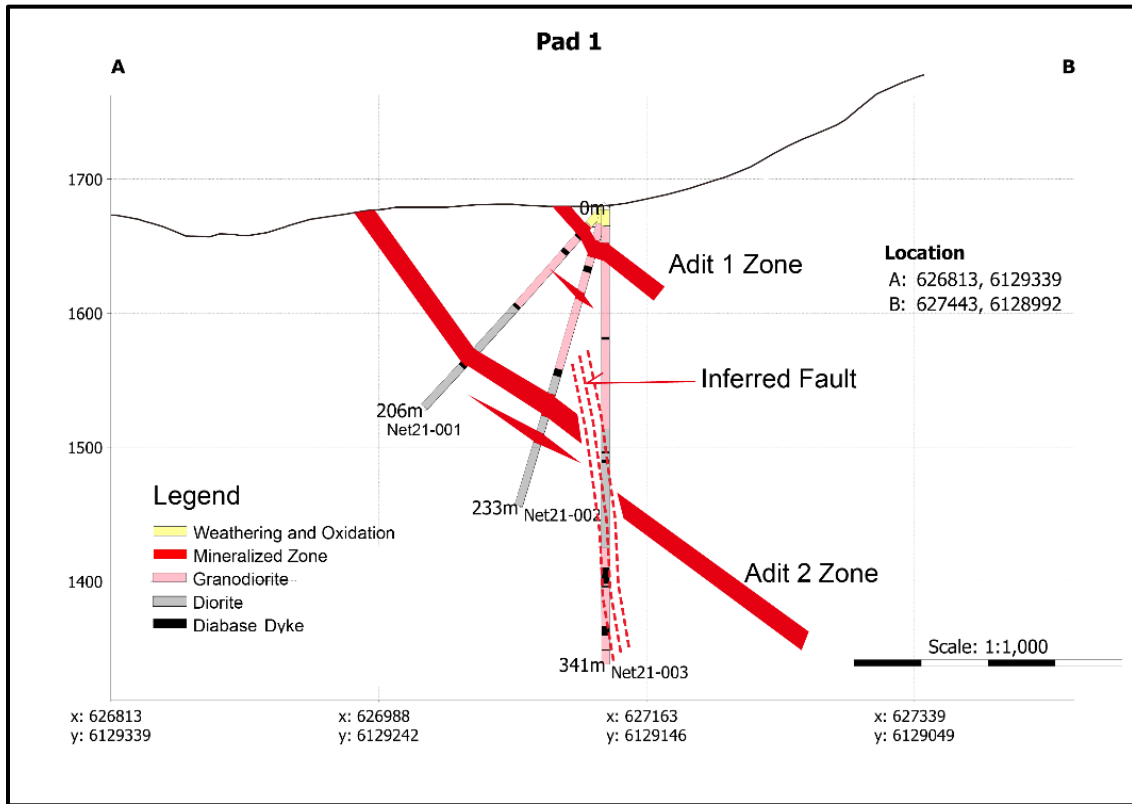 Pad 1
A
B
1700
1600
1500
1400
0m
Adit 1 Zone
Location
A: 626813, 6129339
B: 627443, 6128992
Inferred Fault
206m
Net21-001
233m
Net21-002
Adit 2 Zone
341m
Net21-003
Legend
Weathering and Oxidation
Mineralized Zone
Granodiorite
Diorite
Diabase Dyke
Scale: 1:1,000
x: 626813
y: 6129339
x: 626988
y: 6129242
x: 627163
y: 6129146
x: 627339
y: 6129049